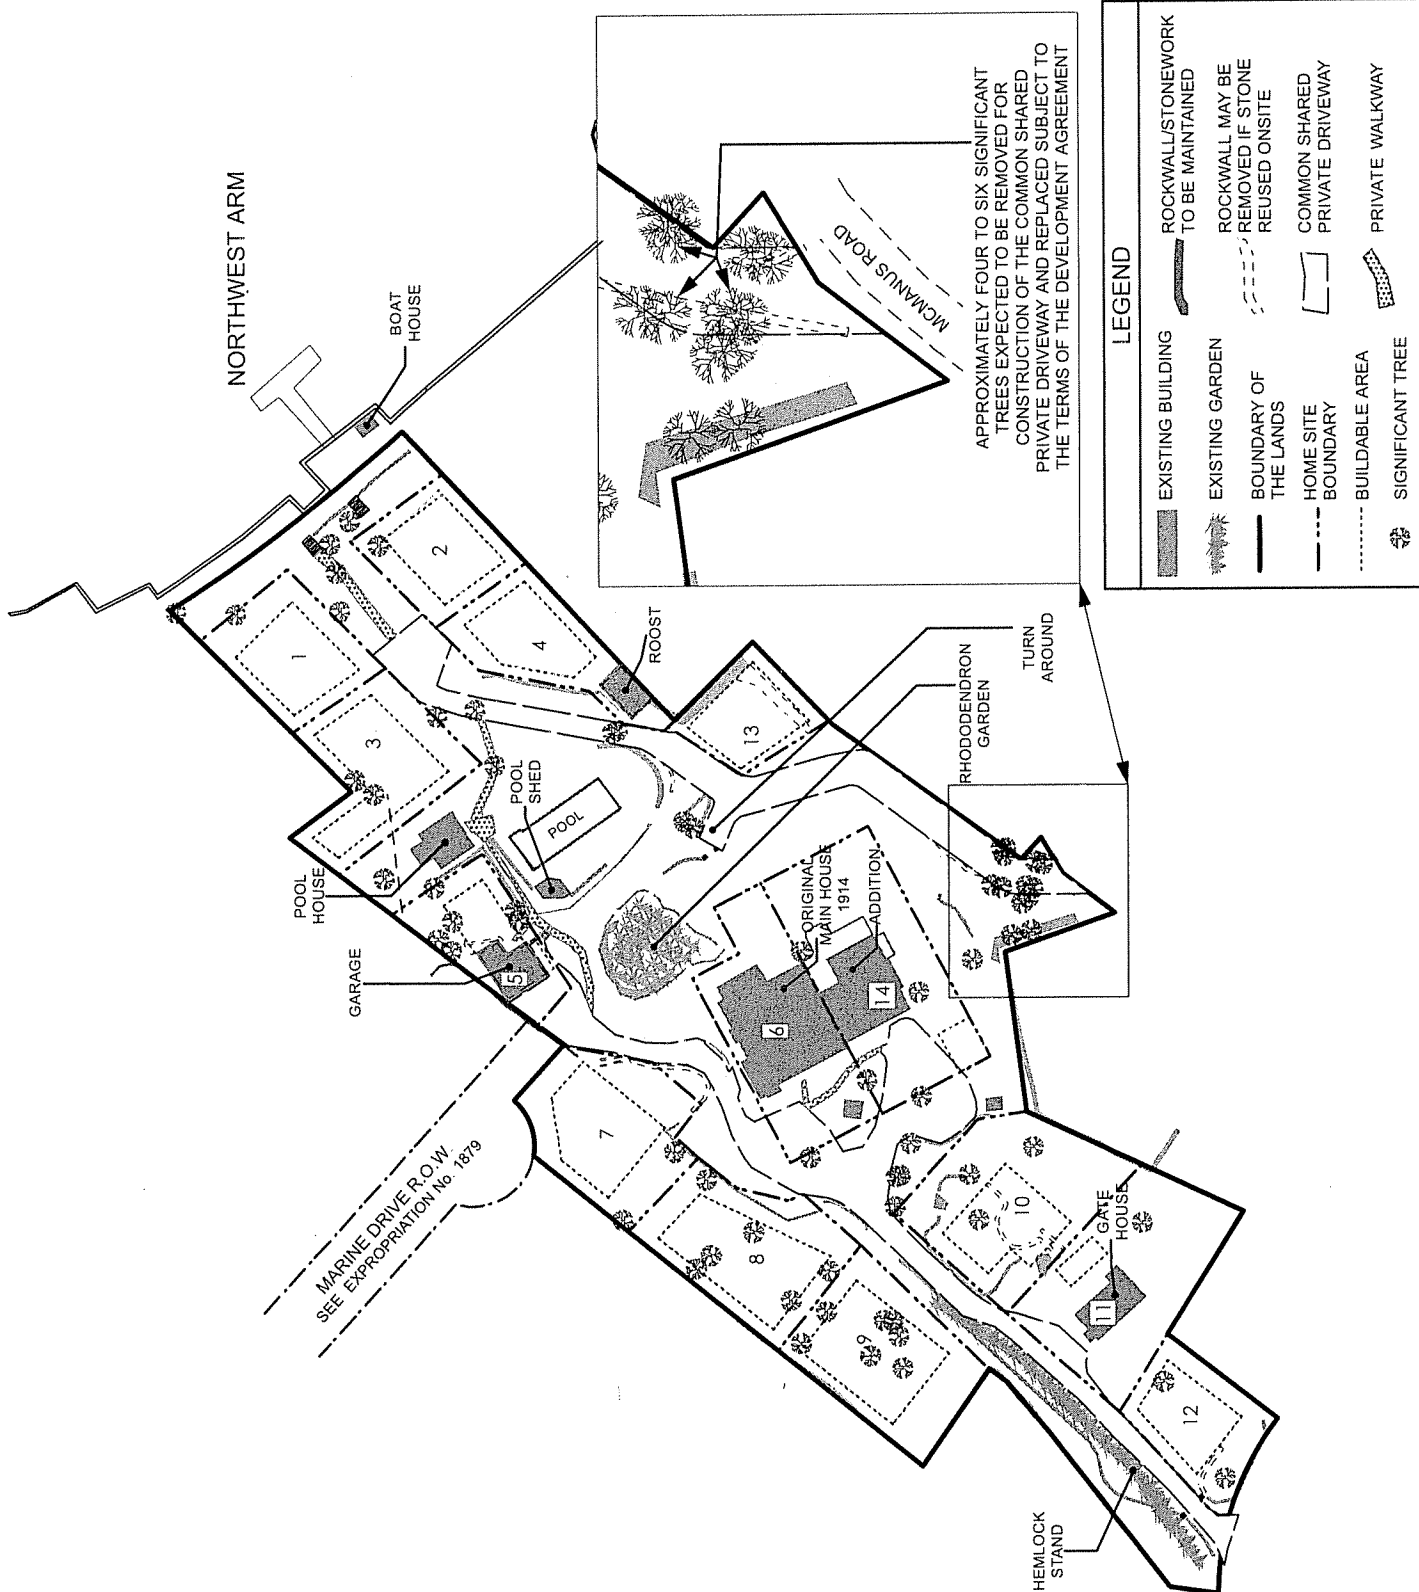 NORTHWEST ARM
BOAT
HOUSE
APPROXIMATELY FOUR TO SIX SIGNIFICANT
TREES EXPECTED TO BE REMOVED FOR
CONSTRUCTION OF THE COMMON SHARED
PRIVATE DRIVEWAY AND REPLACED SUBJECT TO
THE TERMS OF THE DEVELOPMENT AGREEMENT
MCMANUS ROAD
LEGEND
EXISTING BUILDING
EXISTING GARDEN
BOUNDARY OF
THE LANDS
HOME SITE
BOUNDARY
BUILDABLE AREA
SIGNIFICANT TREE
ROCKWALL/STONEWORK
TO BE MAINTAINED
ROCKWALL MAY BE
REMOVED IF STONE
REUSED ONSITE
COMMON SHARED
PRIVATE DRIVEWAY
PRIVATE WALKWAY
1
2
3
4
ROOST
13
TURN
AROUND
RHODODENDRON
GARDEN
POOL
SHED
POOL
POOL
HOUSE
GARAGE
5
ORIGINAL
MAIN HOUSE
1914
ADDITION
6
14
MARINE DRIVE R.O.W.
SEE EXPROPRIATION No. 1879
7
8
9
10
GATE
HOUSE
11
12
HEMLOCK
STAND